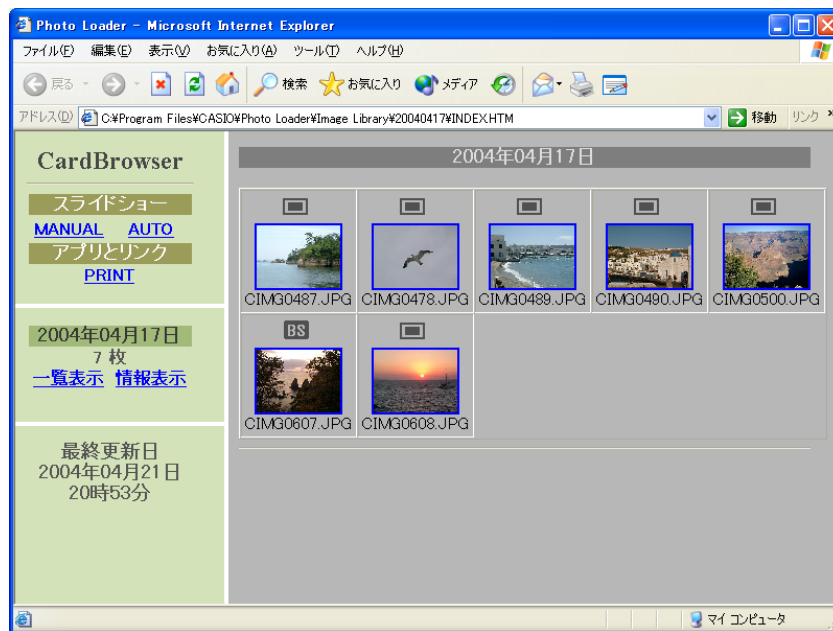 Photo Loader - Microsoft Internet Explorer
ファイル(F) 編集(E) 表示(V) お気に入り(A) ツール(T) ヘルプ(H)
戻る 検索 お気に入り メディア
アドレス(D) C:¥Program Files¥CASIO¥Photo Loader¥Image Library¥20040417¥INDEX.HTM 移動 リンク »
CardBrowser
スライドショー
MANUAL AUTO
アプリとリンク
PRINT
2004年04月17日
7 枚
一覧表示 情報表示
最終更新日
2004年04月21日
20時53分
2004年04月17日
CIMG0487.JPG CIMG0478.JPG CIMG0489.JPG CIMG0490.JPG CIMG0500.JPG
BS
CIMG0607.JPG CIMG0608.JPG
マイ コンピュータ